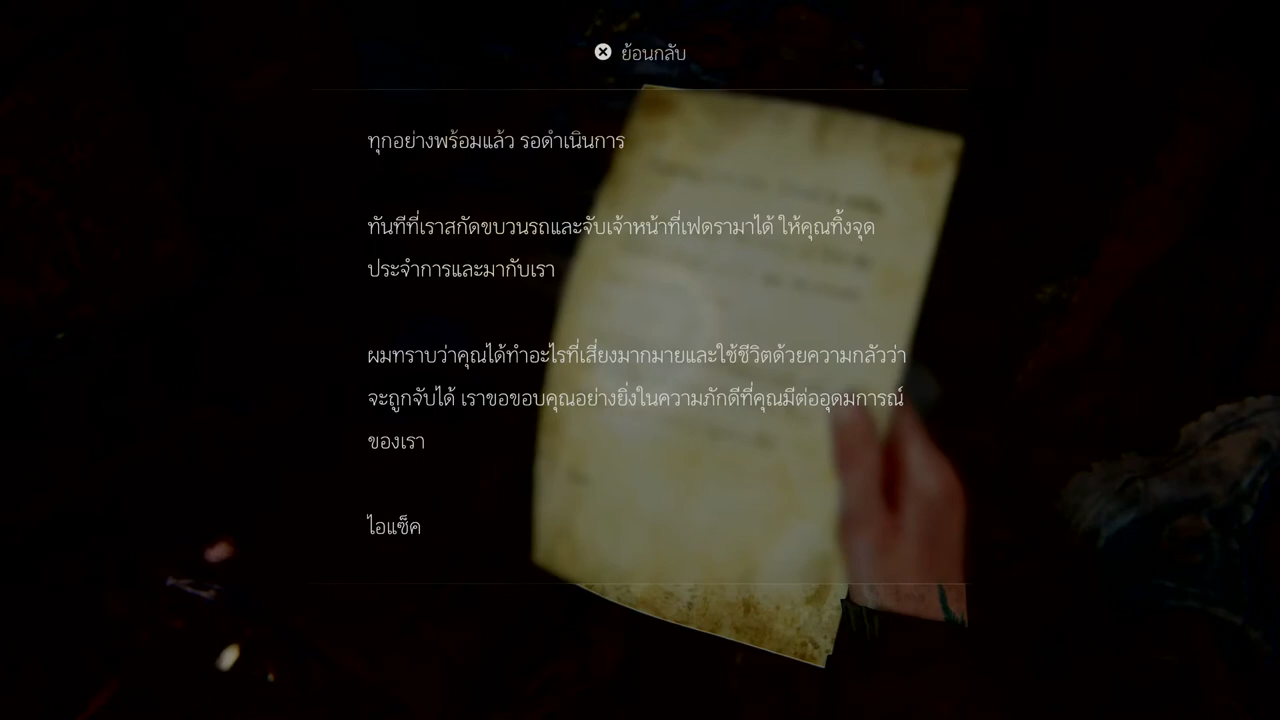 ย้อนกลับ
ทุกอย่างพร้อมแล้ว รอดำเนินการ
ทันทีที่เราสกัดขบวนรถและจับเจ้าหน้าที่เฟดรามาได้ ให้คุณทิ้งจุด
ประจำการและมากับเรา
ผมทราบว่าคุณได้ทำอะไรที่เสี่ยงมากมายและใช้ชีวิตด้วยความกลัวว่า
จะถูกจับได้ เราขอขอบคุณอย่างยิ่งในความภักดีที่คุณมีต่ออุดมการณ์
ของเรา
ไอแซ็ค